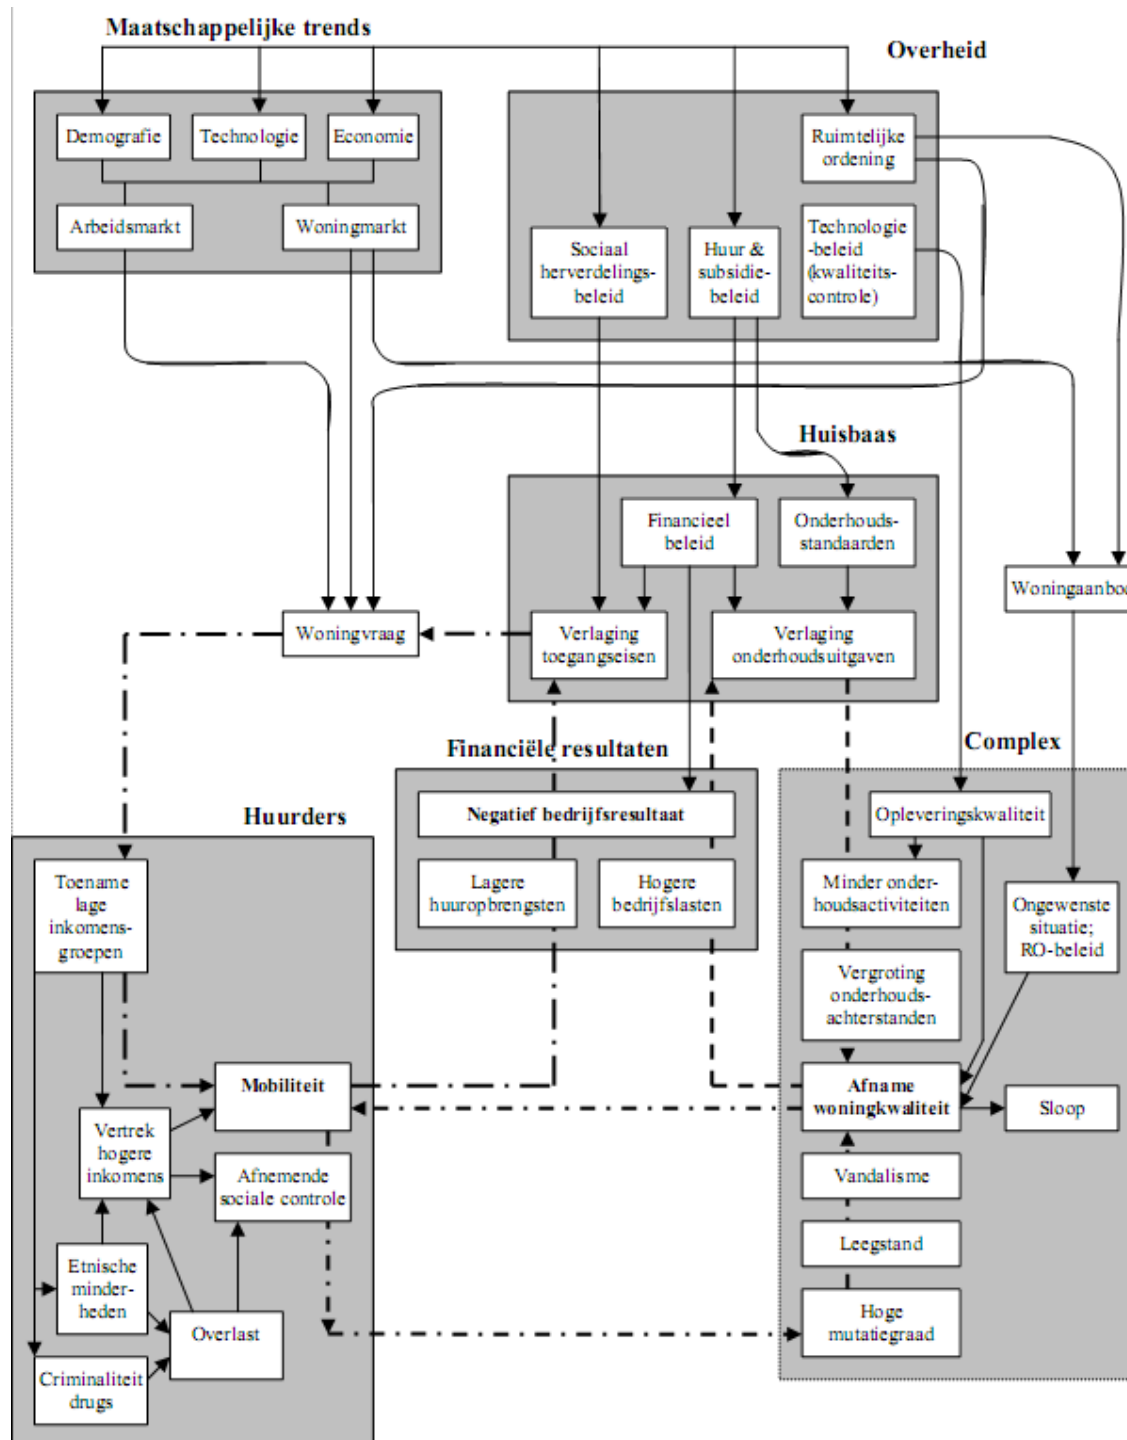 Maatschappelijke trends
Overheid
Demografie
Technologie
Economie
Ruimtelijke
ordening
Arbeidsmarkt
Woningmarkt
Sociaal
herverdelings-
beleid
Huur &
subsidie-
beleid
Technologie
-beleid
(kwaliteits-
controle)
Huisbaas
Financieel
beleid
Onderhouds-
standaarden
Woningaanbod
Woningvraag
Verlaging
toegangseisen
Verlaging
onderhoudsuitgaven
Financiële resultaten
Complex
Negatief bedrijfsresultaat
Opleveringskwaliteit
Huurders
Toename
lage
inkomens-
groepen
Lagere
huuropbrengsten
Hogere
bedrijfslasten
Minder onder-
houdsactiviteiten
Ongewenste
situatie;
RO-beleid
Vergroting
onderhouds-
achterstanden
Mobiliteit
Afname
woningkwaliteit
Sloop
Vertrek
hogere
inkomens
Afnemende
sociale controle
Vandalisme
Leegstand
Etnische
minder-
heden
Overlast
Hoge
mutatiegraad
Criminaliteit
drugs